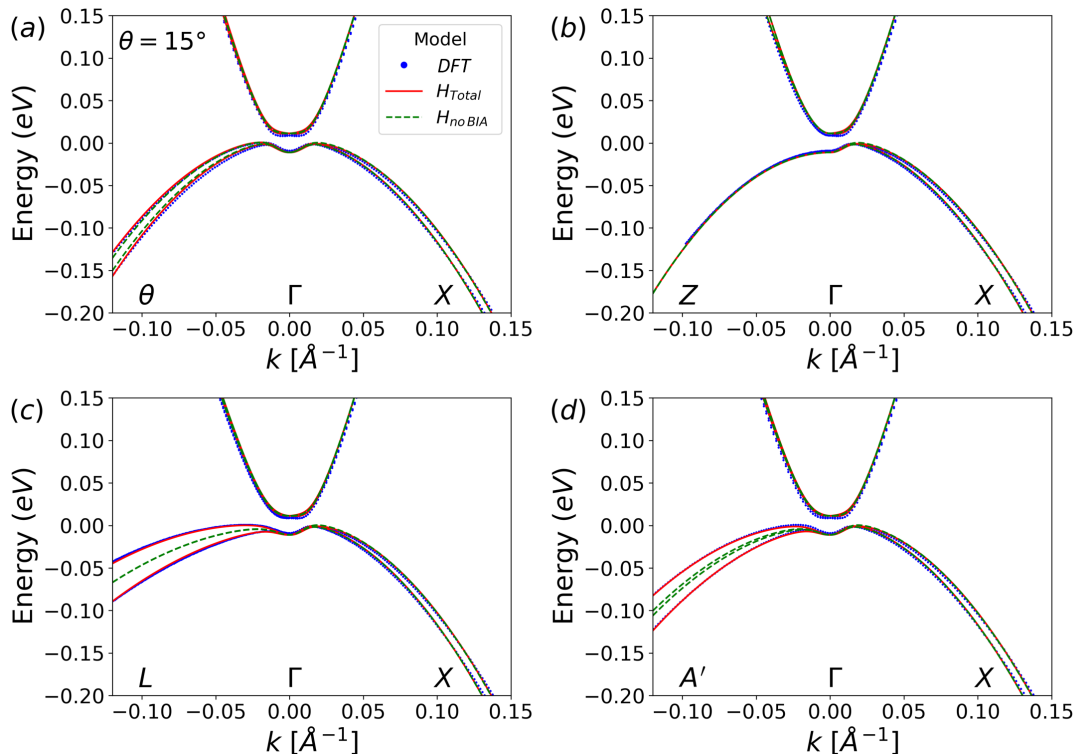 (a)
θ = 15°
Model
DFT
H_Total
H_no BIA
0.15
0.10
0.05
0.00
−0.05
−0.10
−0.15
−0.20
Energy (eV)
θ Γ X
−0.10 −0.05 0.00 0.05 0.10 0.15
k [Å⁻¹]
(b)
0.15
0.10
0.05
0.00
−0.05
−0.10
−0.15
−0.20
Energy (eV)
Z Γ X
−0.10 −0.05 0.00 0.05 0.10 0.15
k [Å⁻¹]
(c)
0.15
0.10
0.05
0.00
−0.05
−0.10
−0.15
−0.20
Energy (eV)
L Γ X
−0.10 −0.05 0.00 0.05 0.10 0.15
k [Å⁻¹]
(d)
0.15
0.10
0.05
0.00
−0.05
−0.10
−0.15
−0.20
Energy (eV)
A′ Γ X
−0.10 −0.05 0.00 0.05 0.10 0.15
k [Å⁻¹]